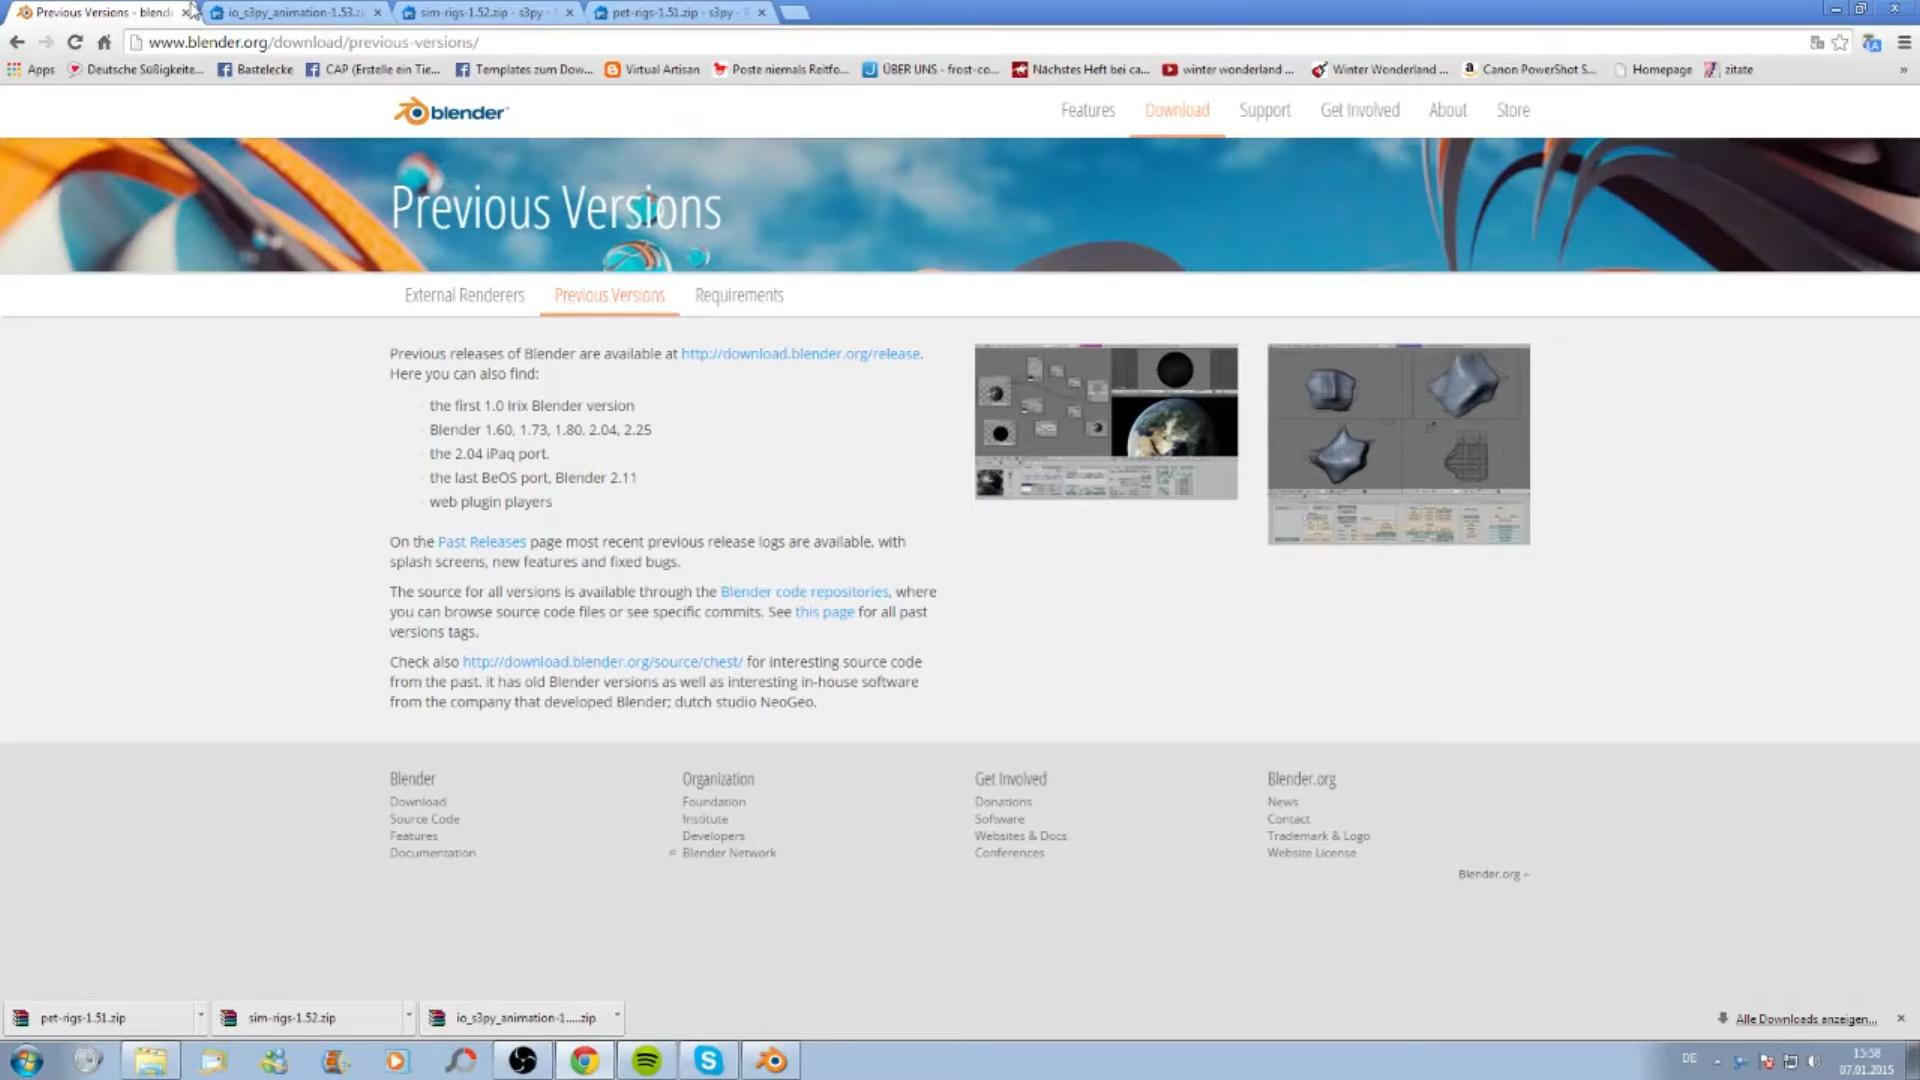 Previous Versions - blend
io_s3py_animation-1.53.z
sim-rigs-1.52.zip - s3py -
pet-rigs-1.51.zip - s3py -
www.blender.org/download/previous-versions/
Apps
Deutsche Süßigkeite...
Bastelecke
CAP (Erstelle ein Tie...
Templates zum Dow...
Virtual Artisan
Poste niemals Reitfo...
ÜBER UNS - frost-co...
Nächstes Heft bei ca...
winter wonderland ...
Winter Wonderland ...
Canon PowerShot S...
Homepage
zitate
»
blender
Features
Download
Support
Get Involved
About
Store
Previous Versions
External Renderers
Previous Versions
Requirements
Previous releases of Blender are available at http://download.blender.org/release.
Here you can also find:
the first 1.0 Irix Blender version
Blender 1.60, 1.73, 1.80, 2.04, 2.25
the 2.04 iPaq port.
the last BeOS port, Blender 2.11
web plugin players
On the Past Releases page most recent previous release logs are available, with
splash screens, new features and fixed bugs.
The source for all versions is available through the Blender code repositories, where
you can browse source code files or see specific commits. See this page for all past
versions tags.
Check also http://download.blender.org/source/chest/ for interesting source code
from the past. it has old Blender versions as well as interesting in-house software
from the company that developed Blender; dutch studio NeoGeo.
Blender
Download
Source Code
Features
Documentation
Organization
Foundation
Institute
Developers
Blender Network
Get Involved
Donations
Software
Websites & Docs
Conferences
Blender.org
News
Contact
Trademark & Logo
Website License
Blender.org
pet-rigs-1.51.zip
sim-rigs-1.52.zip
io_s3py_animation-1.....zip
Alle Downloads anzeigen...
DE
15:58
07.01.2015